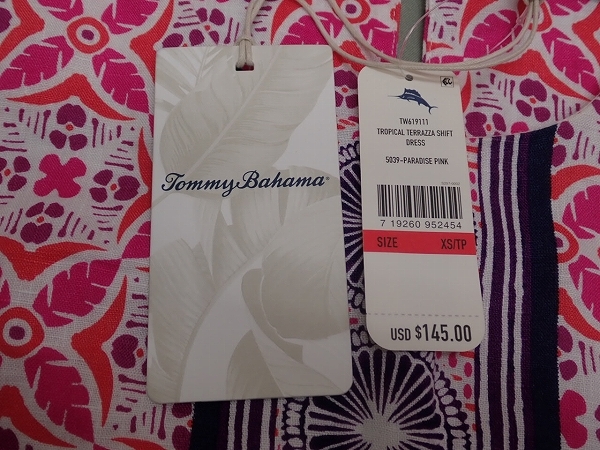 Tommy Bahama
TW619111
TROPICAL TERRAZZA SHIFT
DRESS
5039-PARADISE PINK
7 19260 952454
SIZE XS/TP
USD $145.00